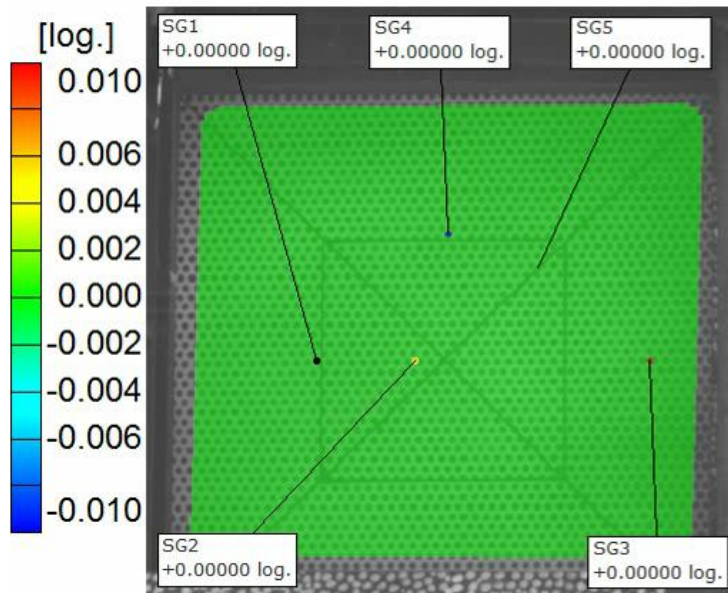 [log.]
0.010
0.006
0.004
0.002
0.000
-0.002
-0.004
-0.006
-0.010
SG1
+0.00000 log.
SG4
+0.00000 log.
SG5
+0.00000 log.
SG2
+0.00000 log.
SG3
+0.00000 log.